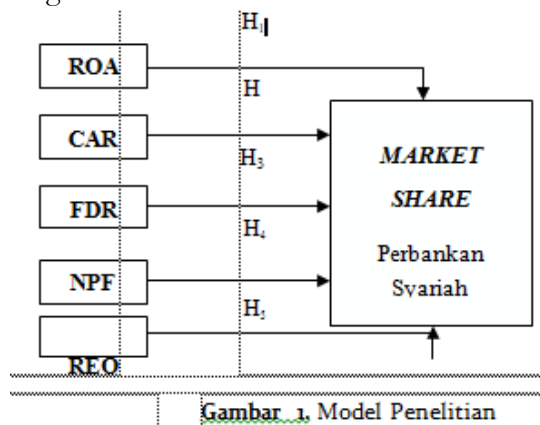 H₁
ROA
H
CAR
MARKET
H₃
SHARE
FDR
H₄
Perbankan
NPF
Syariah
H₅
REO
Gambar 1. Model Penelitian